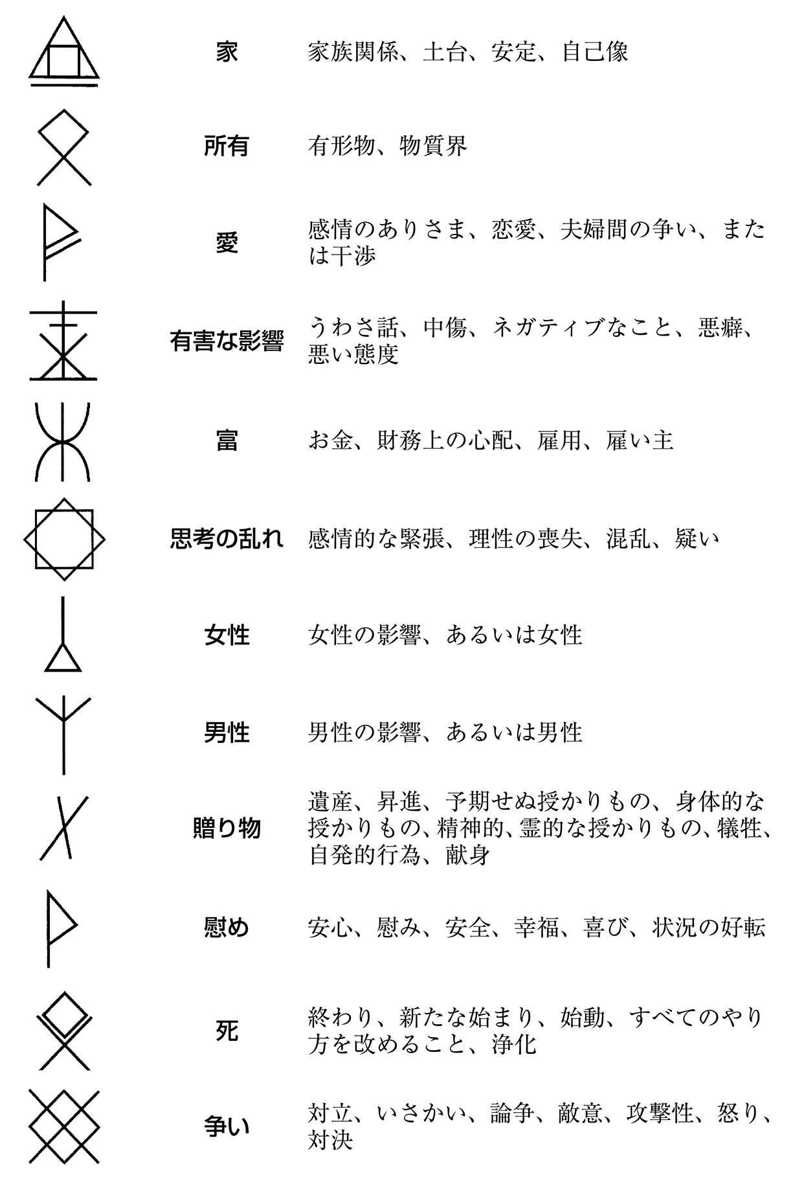 家 家族関係、土台、安定、自己像
所有 有形物、物質界
愛 感情のありさま、恋愛、夫婦間の争い、また
は干渉
有害な影響 うわさ話、中傷、ネガティブなこと、悪癖、
悪い態度
富 お金、財務上の心配、雇用、雇い主
思考の乱れ 感情的な緊張、理性の喪失、混乱、疑い
女性 女性の影響、あるいは女性
男性 男性の影響、あるいは男性
贈り物 遺産、昇進、予期せぬ授かりもの、身体的な
授かりもの、精神的、霊的な授かりもの、犠牲、
自発的行為、献身
慰め 安心、慰み、安全、幸福、喜び、状況の好転
死 終わり、新たな始まり、始動、すべてのやり
方を改めること、浄化
争い 対立、いさかい、論争、敵意、攻撃性、怒り、
対決